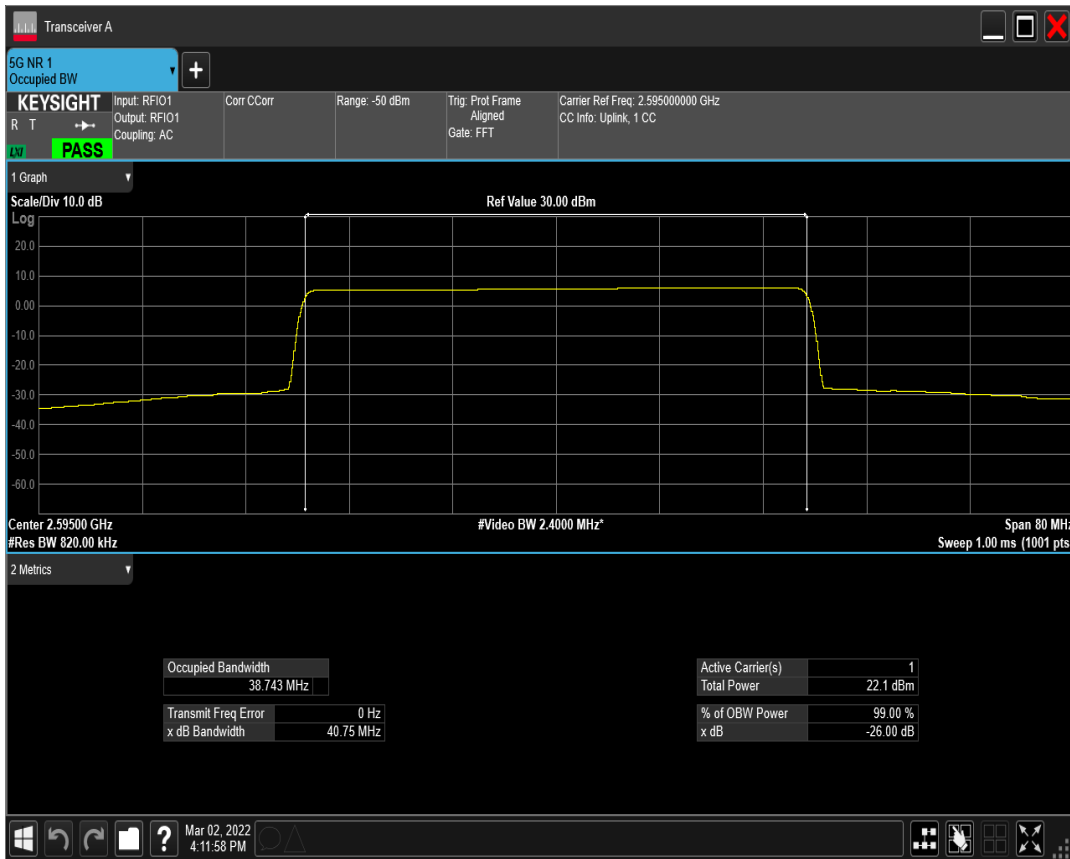 Transceiver A
5G NR 1
Occupied BW
KEYSIGHT
R T
LXI
PASS
Input: RFIO1
Output: RFIO1
Coupling: AC
Corr CCorr
Range: -50 dBm
Trig: Prot Frame
Aligned
Gate: FFT
Carrier Ref Freq: 2.595000000 GHz
CC Info: Uplink, 1 CC
1 Graph
Scale/Div 10.0 dB
Ref Value 30.00 dBm
Log
20.0
10.0
0.00
-10.0
-20.0
-30.0
-40.0
-50.0
-60.0
Center 2.59500 GHz
#Video BW 2.4000 MHz*
Span 80 MHz
#Res BW 820.00 kHz
Sweep 1.00 ms (1001 pts
2 Metrics
Occupied Bandwidth
38.743 MHz
Transmit Freq Error 0 Hz
x dB Bandwidth 40.75 MHz
Active Carrier(s) 1
Total Power 22.1 dBm
% of OBW Power 99.00 %
x dB -26.00 dB
?
Mar 02, 2022
4:11:58 PM